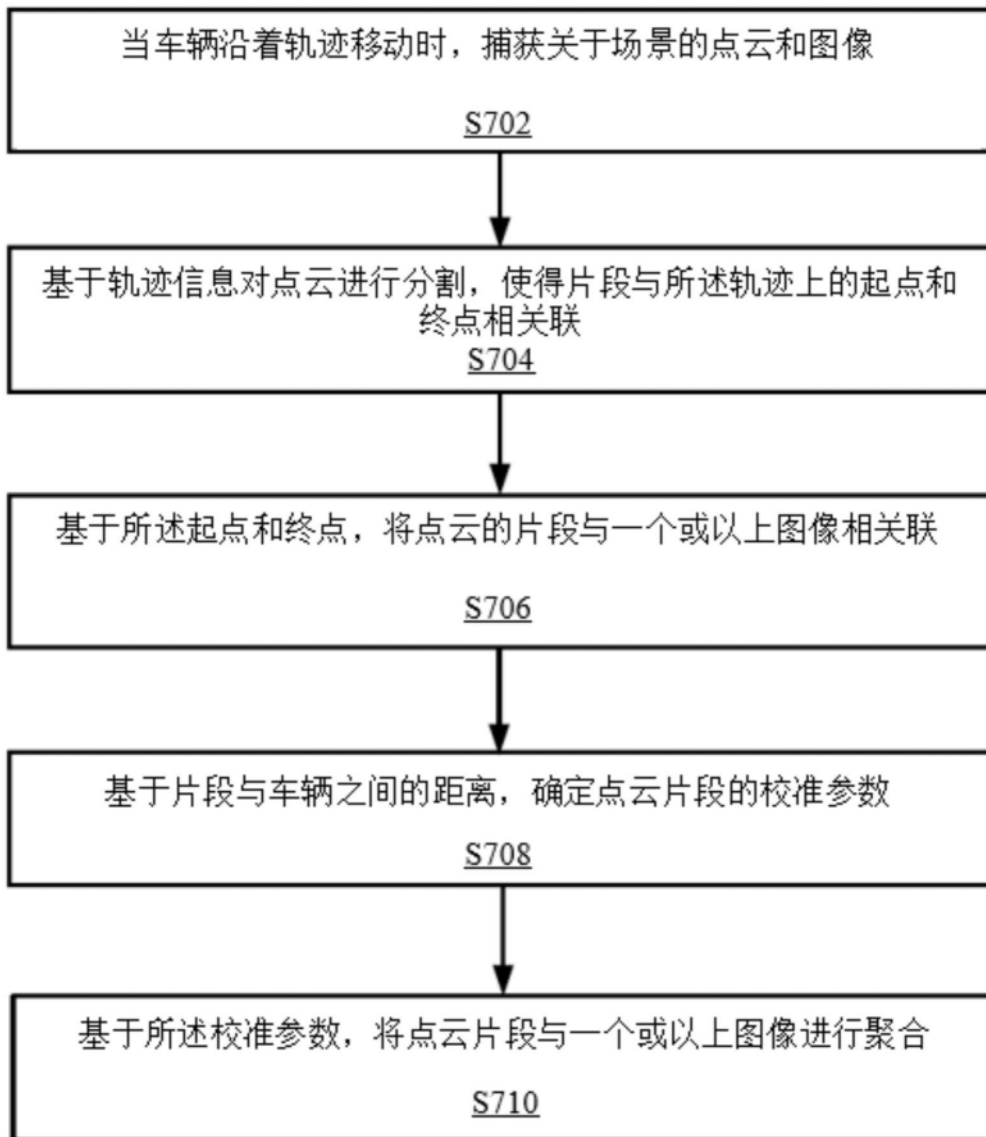 当车辆沿着轨迹移动时，捕获关于场景的点云和图像
S702
基于轨迹信息对点云进行分割，使得片段与所述轨迹上的起点和
终点相关联
S704
基于所述起点和终点，将点云的片段与一个或以上图像相关联
S706
基于片段与车辆之间的距离，确定点云片段的校准参数
S708
基于所述校准参数，将点云片段与一个或以上图像进行聚合
S710